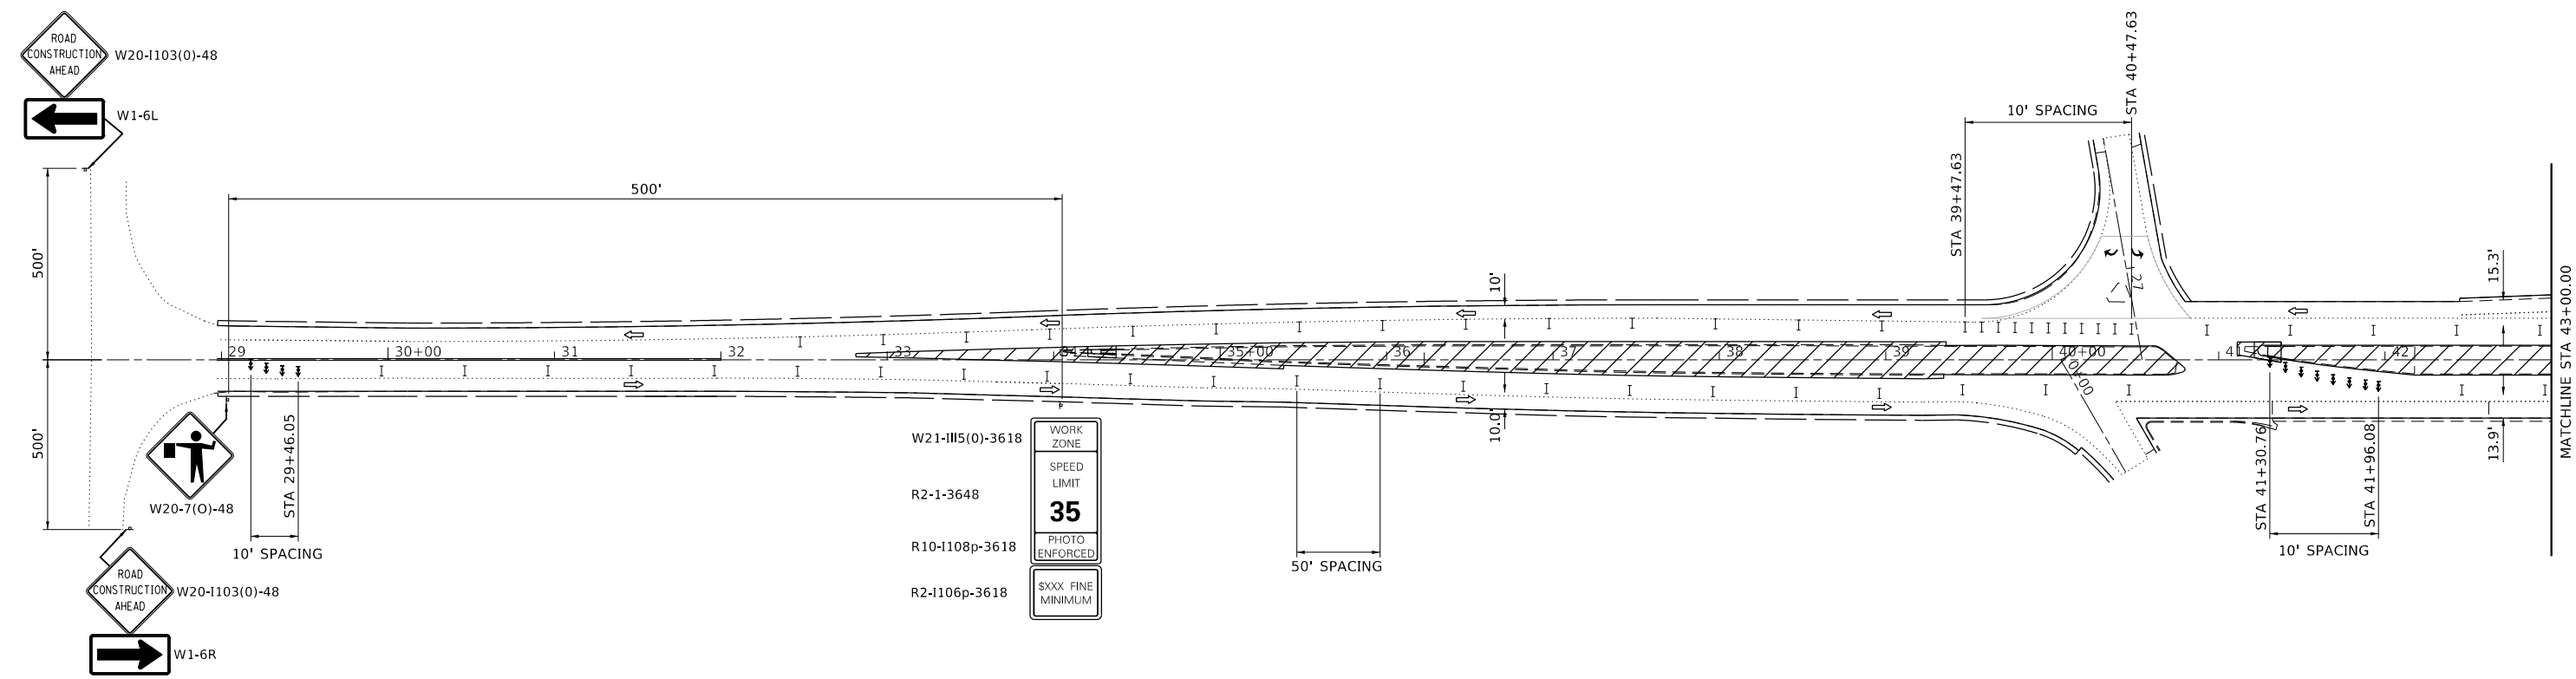 ROAD
CONSTRUCTION
AHEAD
W20-I103(0)-48
W1-6L
500'
500'
500'
STA 40+47.63
10' SPACING
STA 39+47.63
10'
15.3'
27
29
30+00
31
32
33
34
35+00
36
37
38
39
40+00
41
42
MATCHLINE STA 43+00.00
STA 29+46.05
W20-7(O)-48
10' SPACING
ROAD
CONSTRUCTION
AHEAD
W20-I103(0)-48
W1-6R
W21-III5(0)-3618
WORK
ZONE
R2-1-3648
SPEED
LIMIT
35
R10-I108p-3618
PHOTO
ENFORCED
R2-I106p-3618
$XXX FINE
MINIMUM
10.0'
50' SPACING
STA 41+30.76
STA 41+96.08
10' SPACING
13.9'